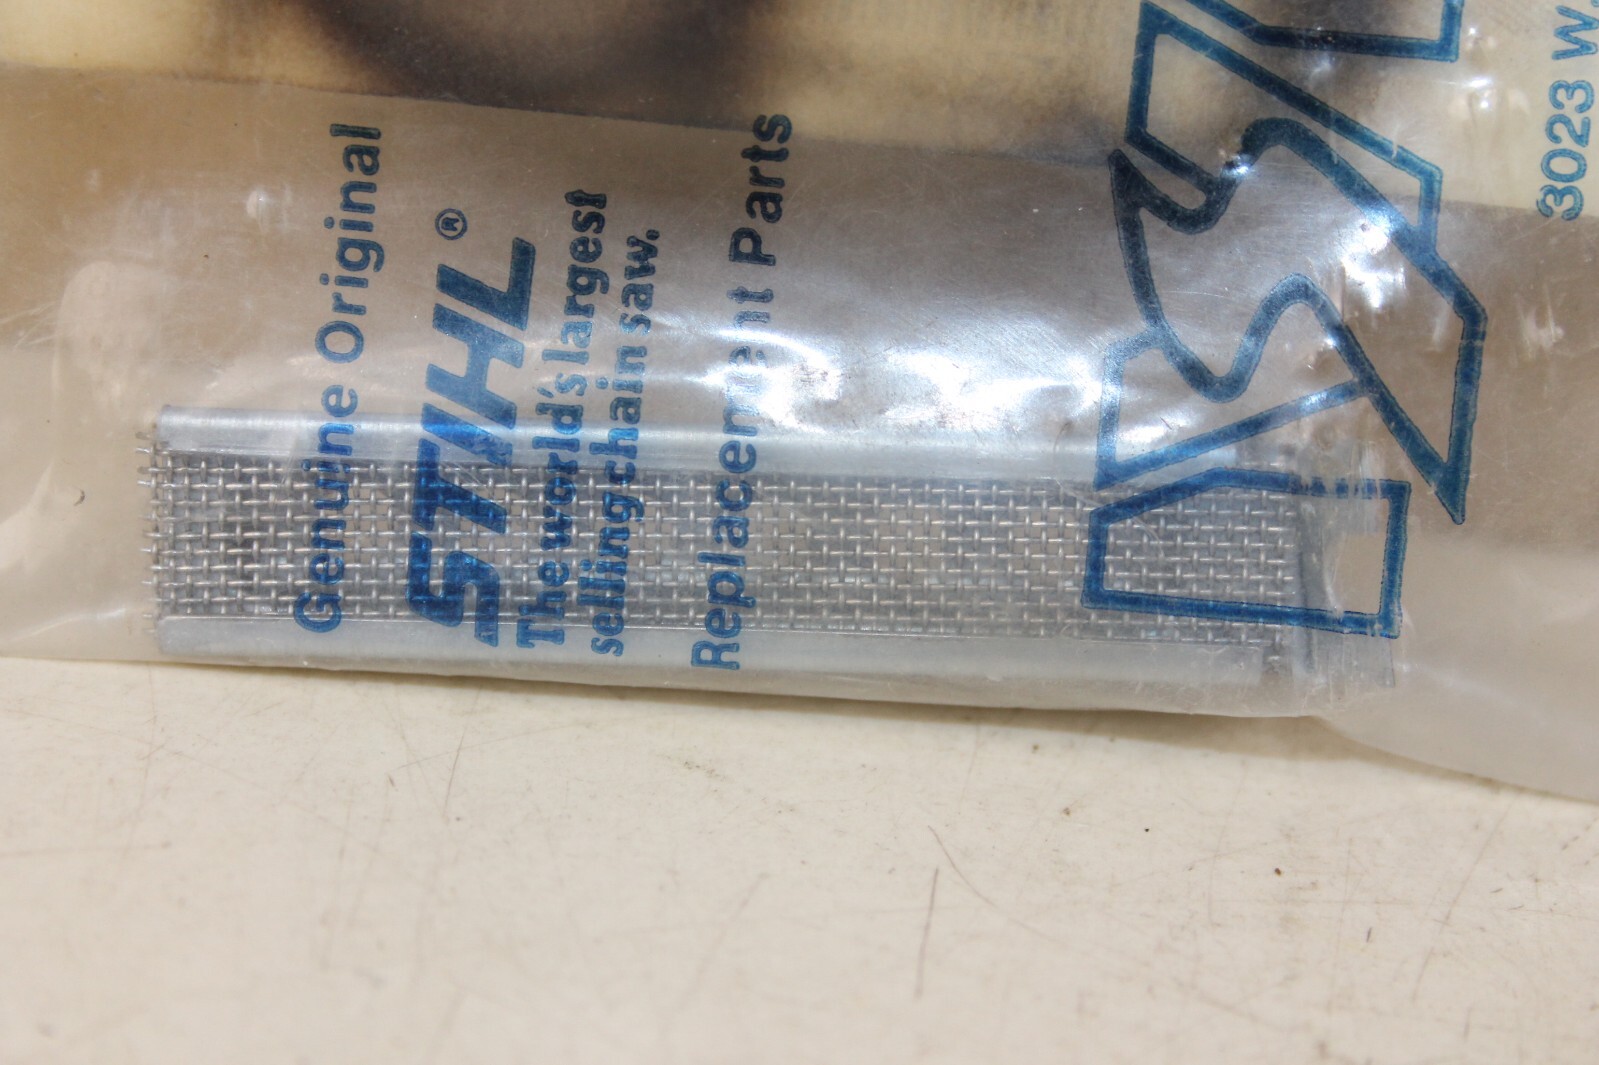 Genuine Original
STIHL®
The world's largest
selling chain saw.
Replacement Parts
3023 W.